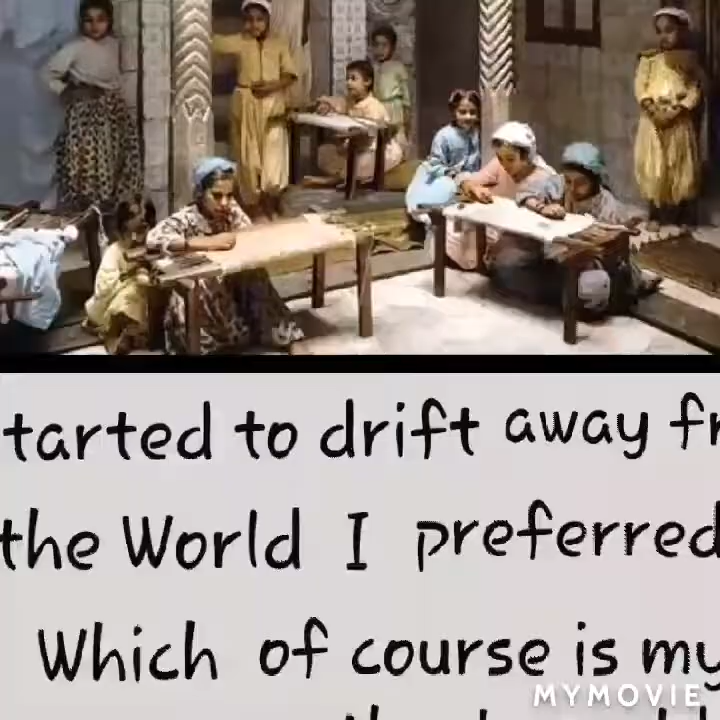 tarted to drift away fr
the World I preferred
Which of course is my
MYMOVIE